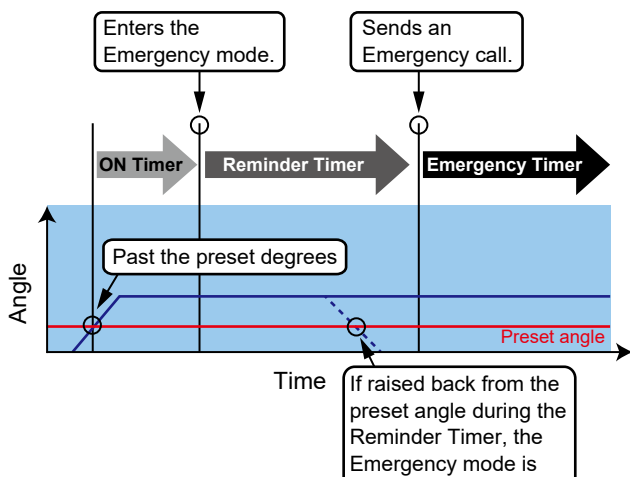 Enters the
Emergency mode.
Sends an
Emergency call.
ON Timer
Reminder Timer
Emergency Timer
Past the preset degrees
Angle
Preset angle
Time
If raised back from the
preset angle during the
Reminder Timer, the
Emergency mode is